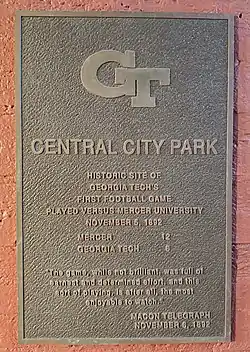 GT
CENTRAL CITY PARK
HISTORIC SITE OF
GEORGIA TECH'S
FIRST FOOTBALL GAME
PLAYED VERSUS MERCER UNIVERSITY
NOVEMBER 5, 1892
MERCER 12
GEORGIA TECH 6
"The game, while not brilliant, was full of
earnest and determined effort, and this
sort of playing, is after all, the most
enjoyable to watch."
MACON TELEGRAPH
NOVEMBER 6, 1892